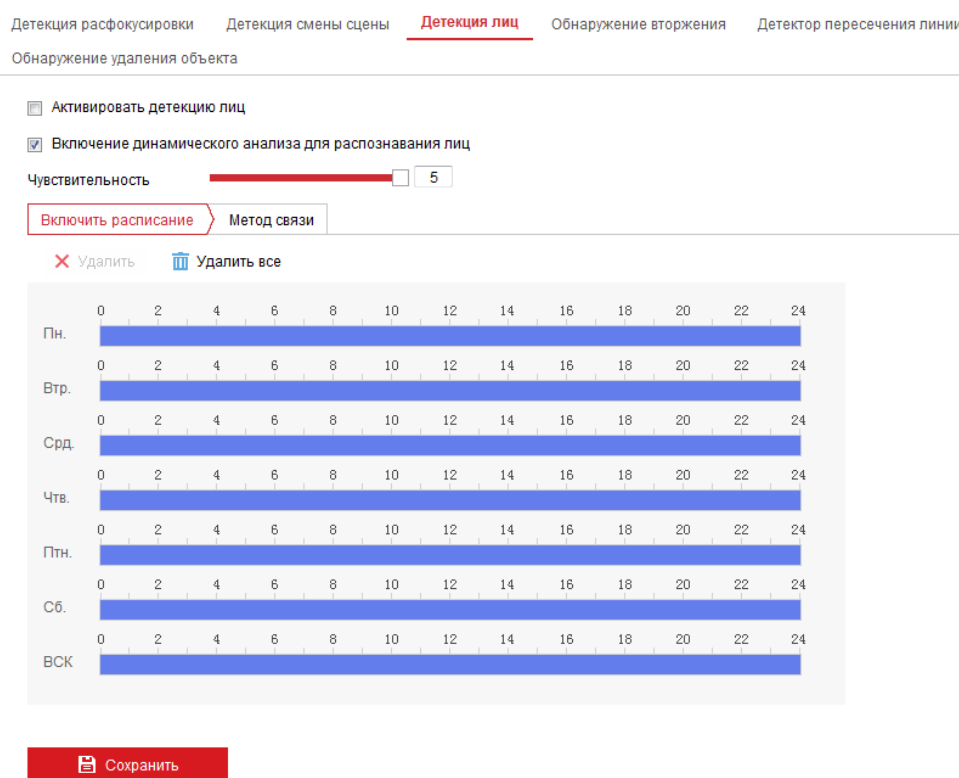 Детекция расфокусировки Детекция смены сцены Детекция лиц Обнаружение вторжения Детектор пересечения линии
Обнаружение удаления объекта
Активировать детекцию лиц
Включение динамического анализа для распознавания лиц
Чувствительность 5
Включить расписание Метод связи
Удалить Удалить все
0 2 4 6 8 10 12 14 16 18 20 22 24
Пн.
0 2 4 6 8 10 12 14 16 18 20 22 24
Втр.
0 2 4 6 8 10 12 14 16 18 20 22 24
Срд.
0 2 4 6 8 10 12 14 16 18 20 22 24
Чтв.
0 2 4 6 8 10 12 14 16 18 20 22 24
Птн.
0 2 4 6 8 10 12 14 16 18 20 22 24
Сб.
0 2 4 6 8 10 12 14 16 18 20 22 24
ВСК
Сохранить